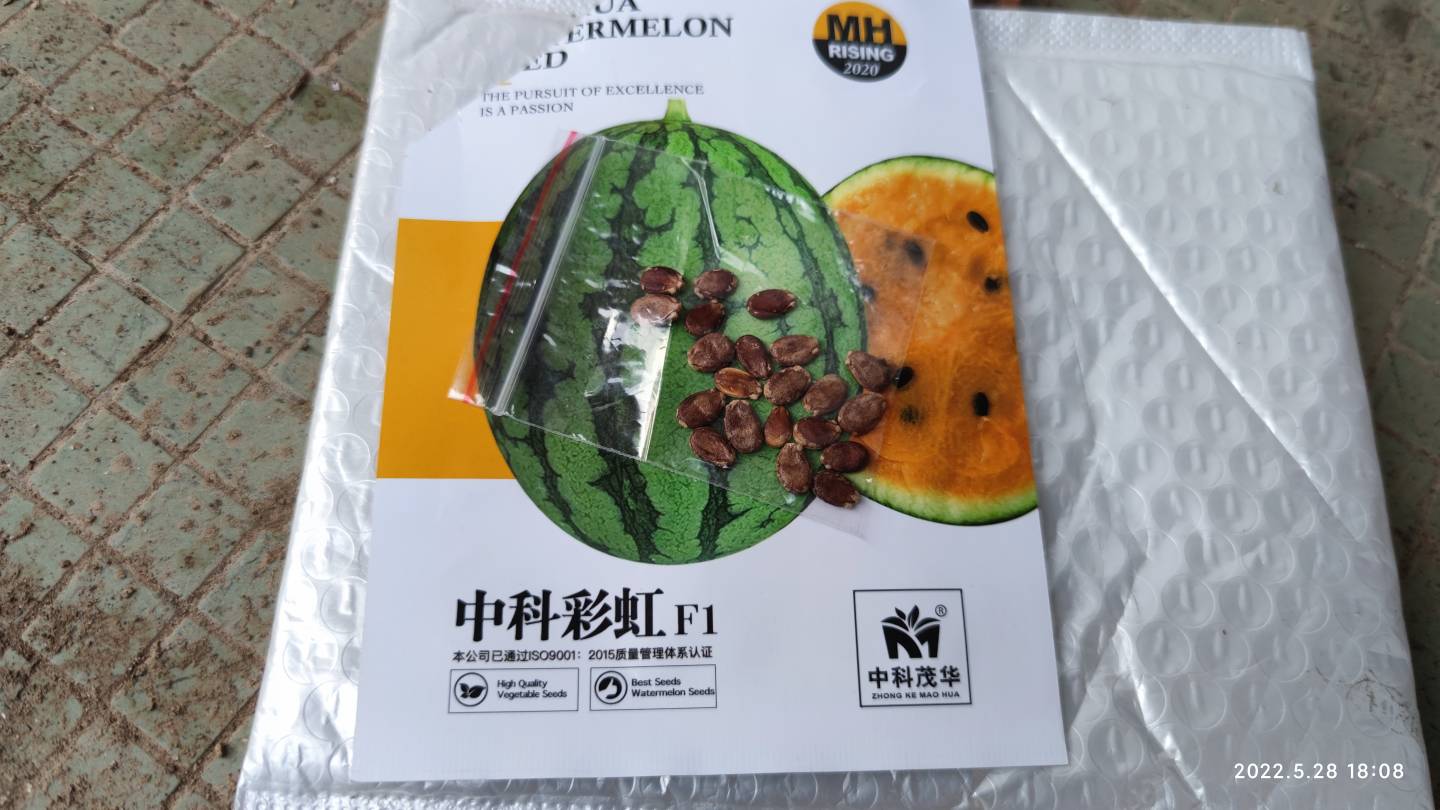 THE PURSUIT OF EXCELLENCE
IS A PASSION
MH
RISING
2020
中科彩虹 F1
本公司已通过ISO9001：2015质量管理体系认证
High Quality
Vegetable Seeds
Best Seeds
Watermelon Seeds
®
中科茂华
ZHONG KE MAO HUA
2022.5.28 18:08